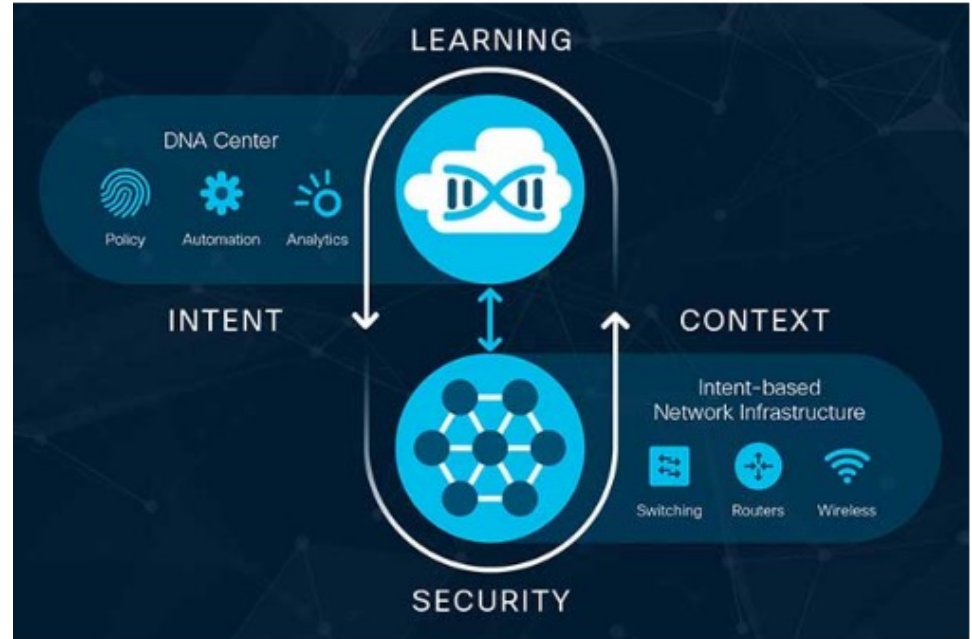 LEARNING
DNA Center
Policy Automation Analytics
INTENT
CONTEXT
Intent-based
Network Infrastructure
Switching Routers Wireless
SECURITY